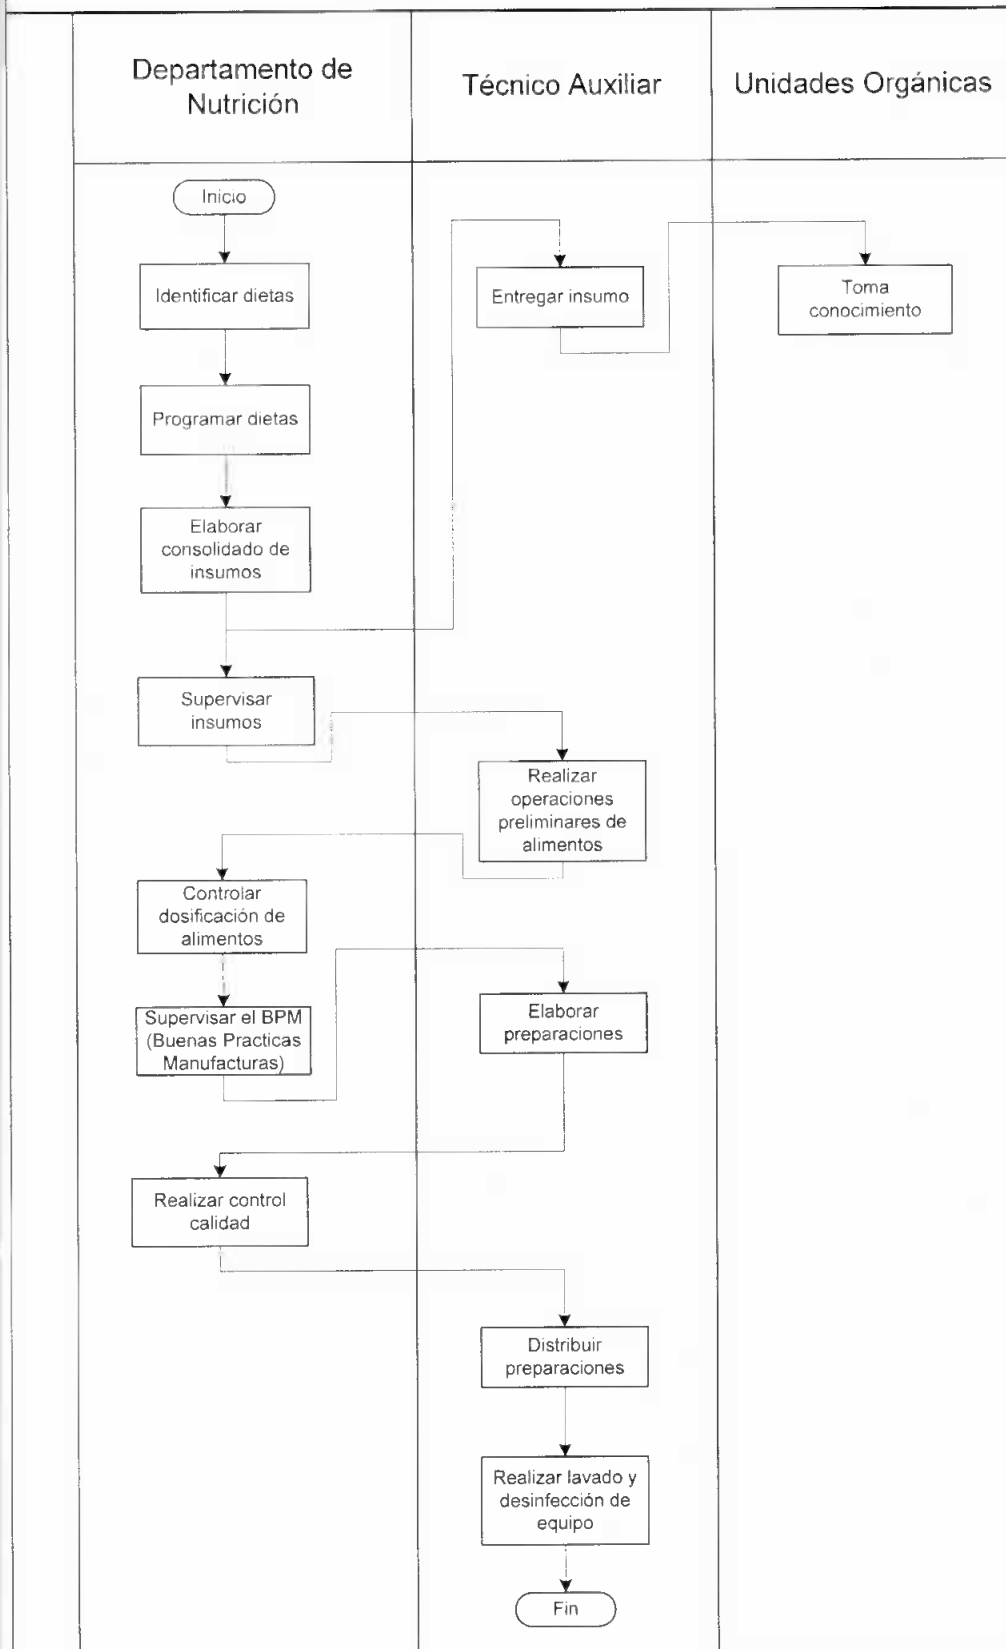 Departamento de
Nutrición
Técnico Auxiliar
Unidades Orgánicas
Inicio
Identificar dietas
Entregar insumo
Toma
conocimiento
Programar dietas
Elaborar
consolidado de
insumos
Supervisar
insumos
Realizar
operaciones
preliminares de
alimentos
Controlar
dosificación de
alimentos
Supervisar el BPM
(Buenas Practicas
Manufacturas)
Elaborar
preparaciones
Realizar control
calidad
Distribuir
preparaciones
Realizar lavado y
desinfección de
equipo
Fin